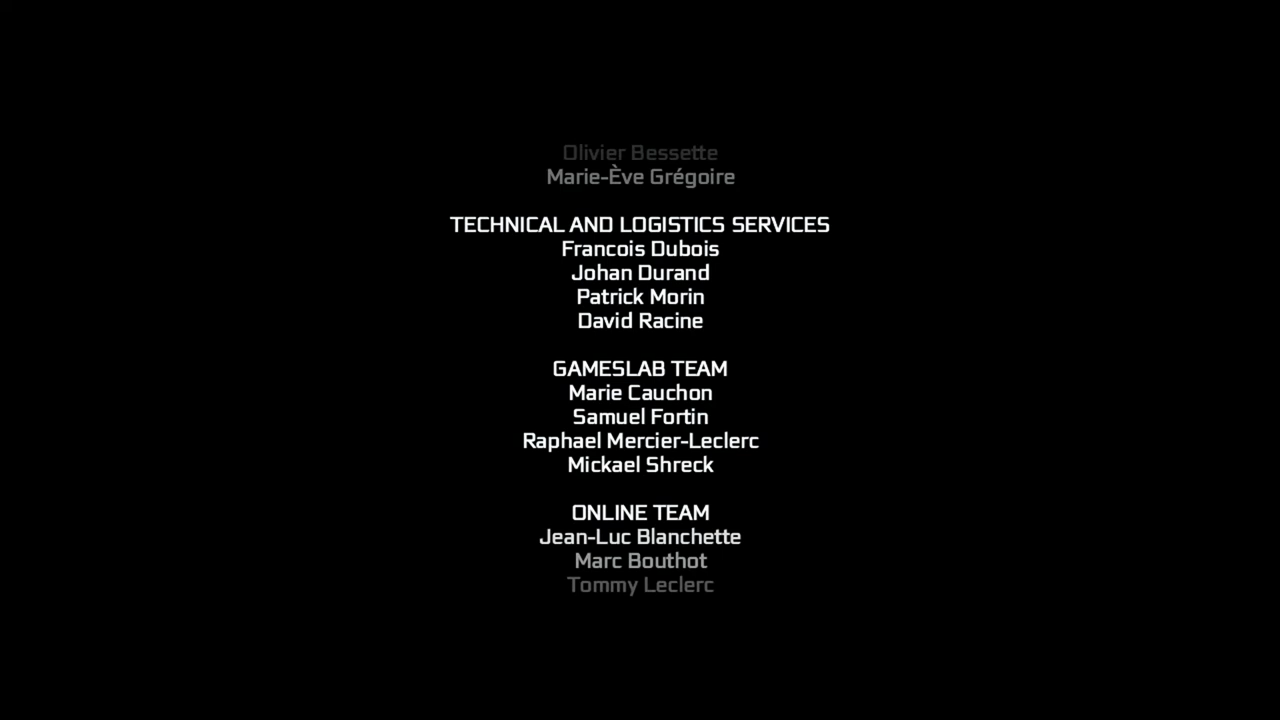 Olivier Bessette
Marie-Ève Grégoire
TECHNICAL AND LOGISTICS SERVICES
Francois Dubois
Johan Durand
Patrick Morin
David Racine
GAMESLAB TEAM
Marie Cauchon
Samuel Fortin
Raphael Mercier-Leclerc
Mickael Shreck
ONLINE TEAM
Jean-Luc Blanchette
Marc Bouthot
Tommy Leclerc